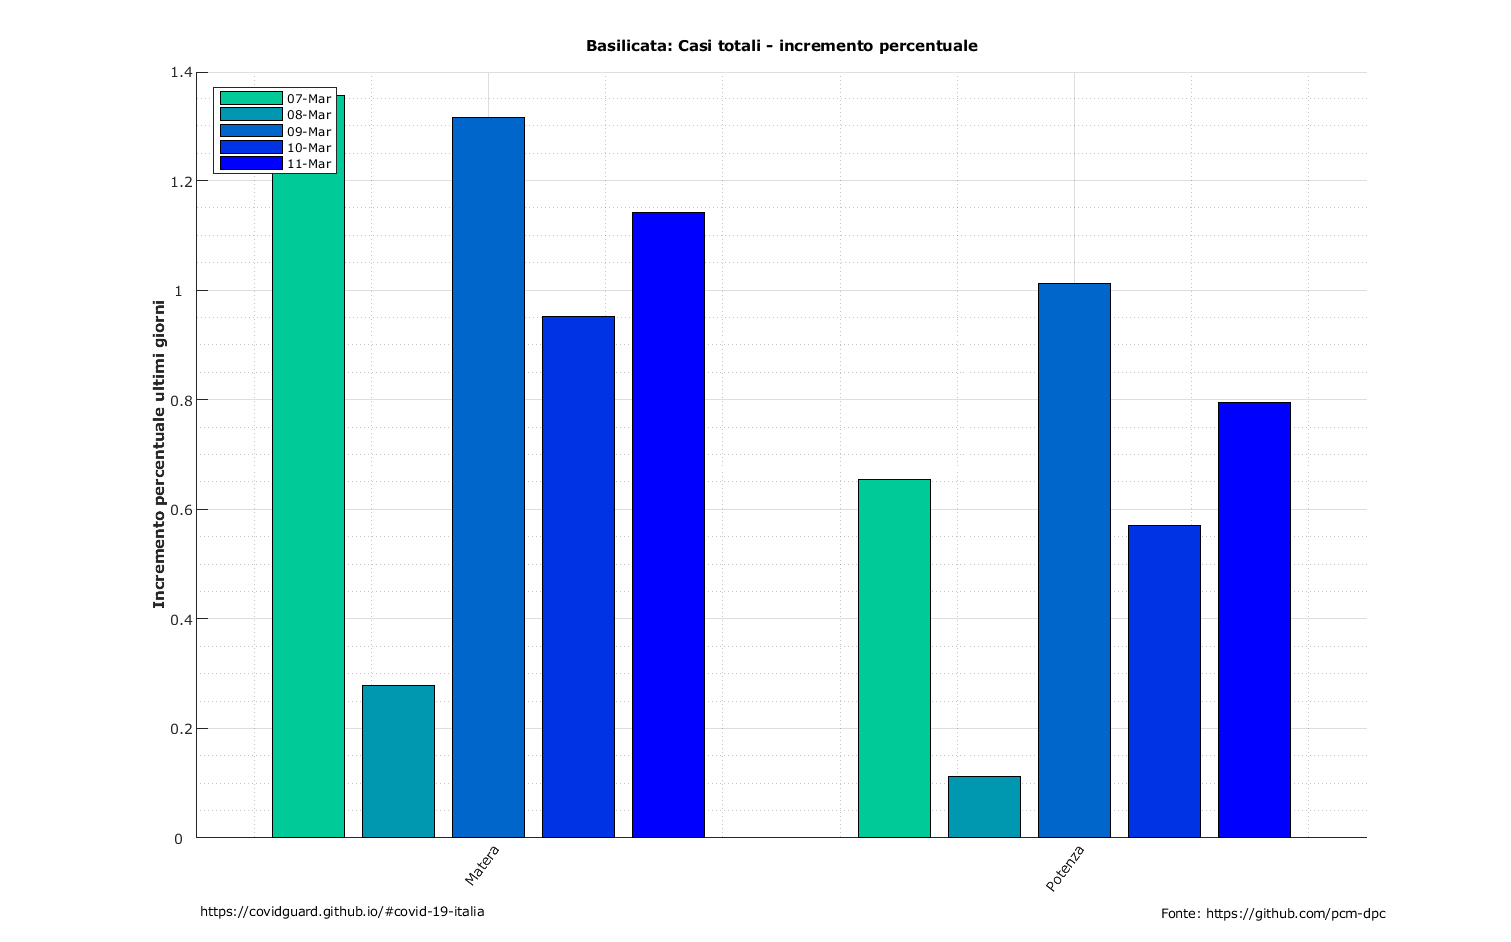 Basilicata: Casi totali - incremento percentuale
1.4
1.2
1
0.8
0.6
0.4
0.2
0
Incremento percentuale ultimi giorni
07-Mar
08-Mar
09-Mar
10-Mar
11-Mar
Matera
Potenza
https://covidguard.github.io/#covid-19-italia
Fonte: https://github.com/pcm-dpc